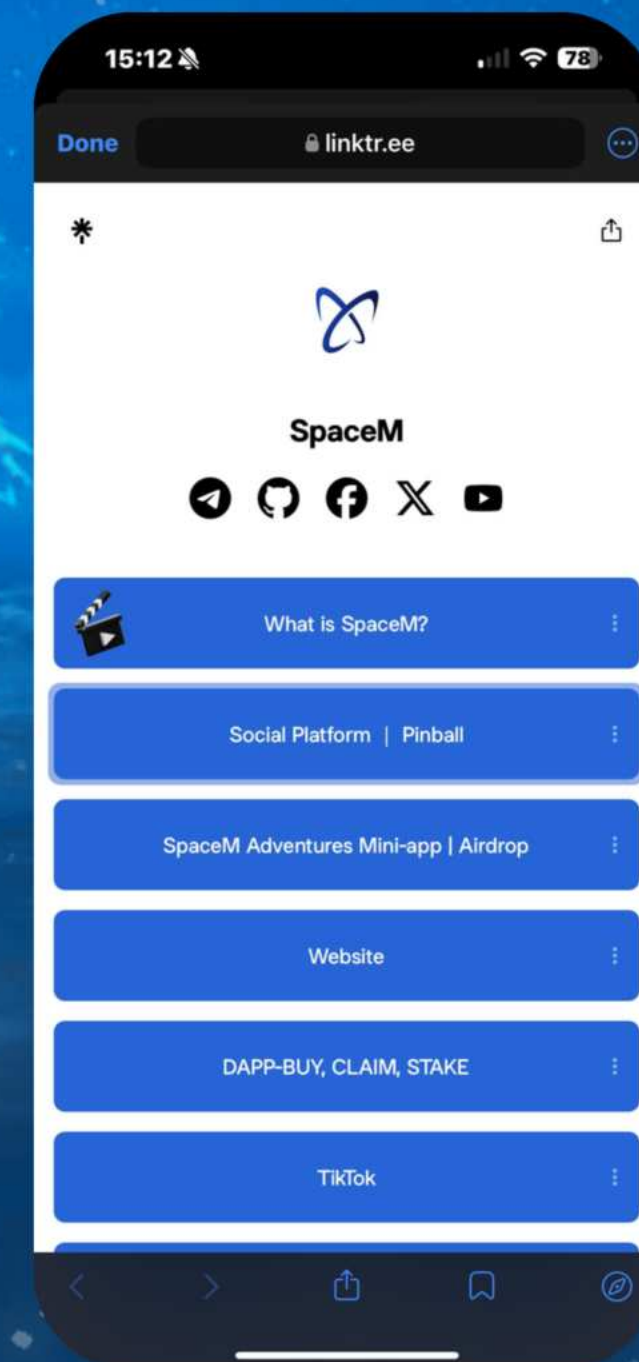 15:12
78
Done
linktr.ee
SpaceM
What is SpaceM?
Social Platform | Pinball
SpaceM Adventures Mini-app | Airdrop
Website
DAPP-BUY, CLAIM, STAKE
TikTok